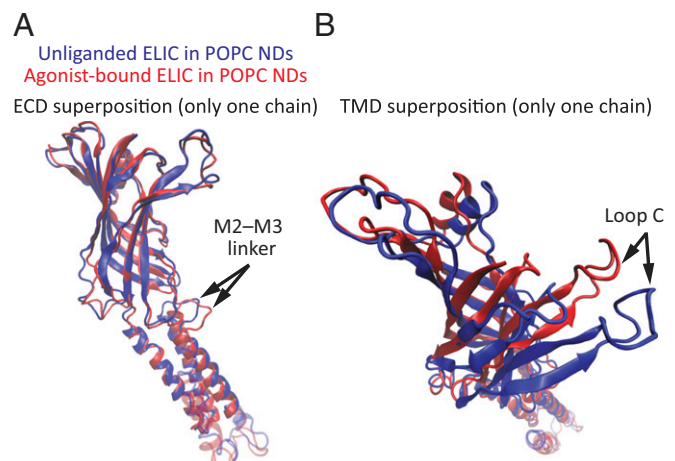 A
B
Unliganded ELIC in POPC NDs
Agonist-bound ELIC in POPC NDs
ECD superposition (only one chain)
TMD superposition (only one chain)
M2–M3
linker
Loop C